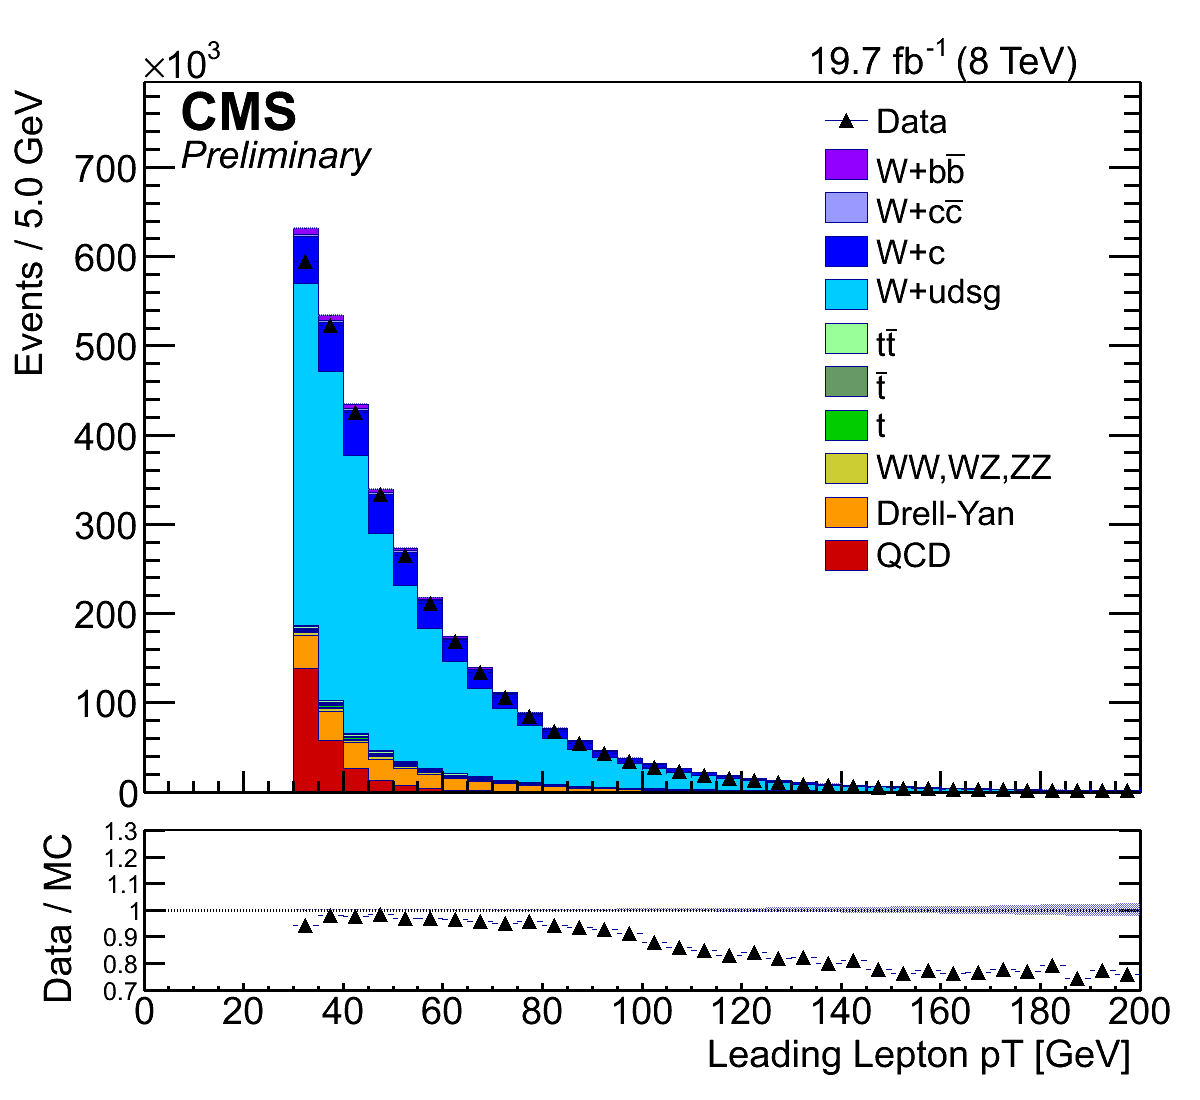 ×10³
19.7 fb⁻¹ (8 TeV)
CMS
Preliminary
Events / 5.0 GeV
700
600
500
400
300
200
100
0
Data
W+bb̅
W+cc̅
W+c
W+udsg
tt̅
t̅
t
WW,WZ,ZZ
Drell-Yan
QCD
Data / MC
1.3
1.2
1.1
1
0.9
0.8
0.7
0 20 40 60 80 100 120 140 160 180 200
Leading Lepton pT [GeV]